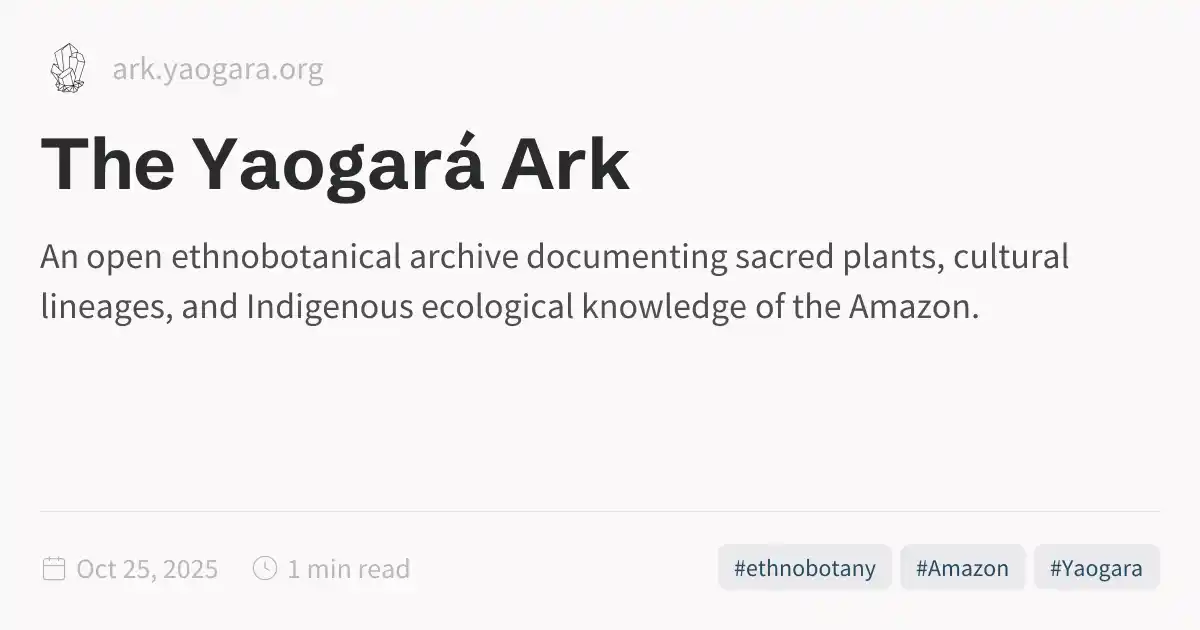 ark.yaogara.org
The Yaogará Ark
An open ethnobotanical archive documenting sacred plants, cultural
lineages, and Indigenous ecological knowledge of the Amazon.
Oct 25, 2025 1 min read #ethnobotany #Amazon #Yaogara